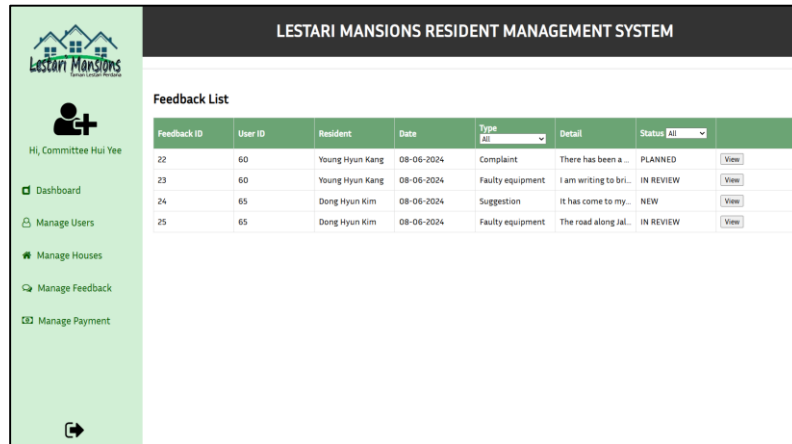 LESTARI MANSIONS RESIDENT MANAGEMENT SYSTEM
Lestari Mansions
Taman Lestari Perdana
Hi, Committee Hui Yee
Dashboard
Manage Users
Manage Houses
Manage Feedback
Manage Payment
Feedback List
Feedback ID User ID Resident Date Type All Detail Status All
22 60 Young Hyun Kang 08-06-2024 Complaint There has been a ... PLANNED View
23 60 Young Hyun Kang 08-06-2024 Faulty equipment I am writing to bri... IN REVIEW View
24 65 Dong Hyun Kim 08-06-2024 Suggestion It has come to my... NEW View
25 65 Dong Hyun Kim 08-06-2024 Faulty equipment The road along Jal... IN REVIEW View